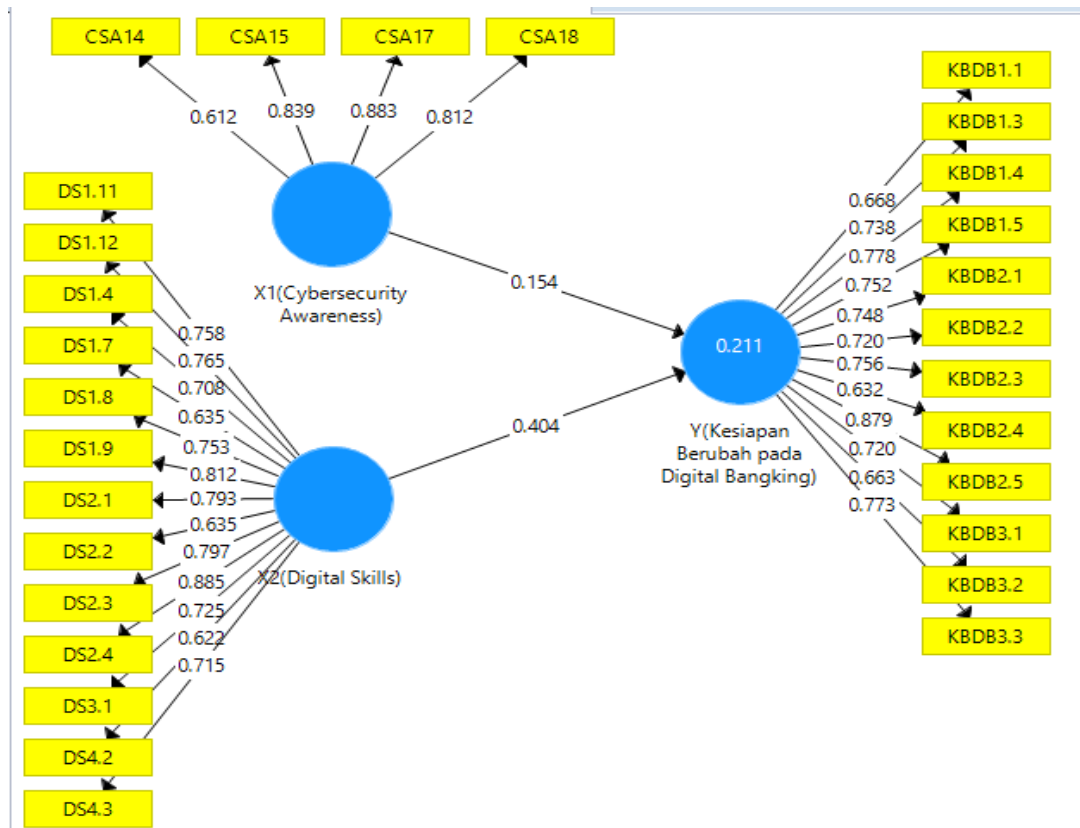 CSA14
CSA15
CSA17
CSA18
0.612
0.839
0.883
0.812
X1(Cybersecurity
Awareness)
DS1.11
DS1.12
DS1.4
DS1.7
DS1.8
DS1.9
DS2.1
DS2.2
DS2.3
DS2.4
DS3.1
DS4.2
DS4.3
0.758
0.765
0.708
0.635
0.753
0.812
0.793
0.635
0.797
0.885
0.725
0.622
0.715
X2(Digital Skills)
0.154
0.404
0.211
Y(Kesiapan
Berubah pada
Digital Bangking)
0.668
0.738
0.778
0.752
0.748
0.720
0.756
0.632
0.879
0.720
0.663
0.773
KBDB1.1
KBDB1.3
KBDB1.4
KBDB1.5
KBDB2.1
KBDB2.2
KBDB2.3
KBDB2.4
KBDB2.5
KBDB3.1
KBDB3.2
KBDB3.3